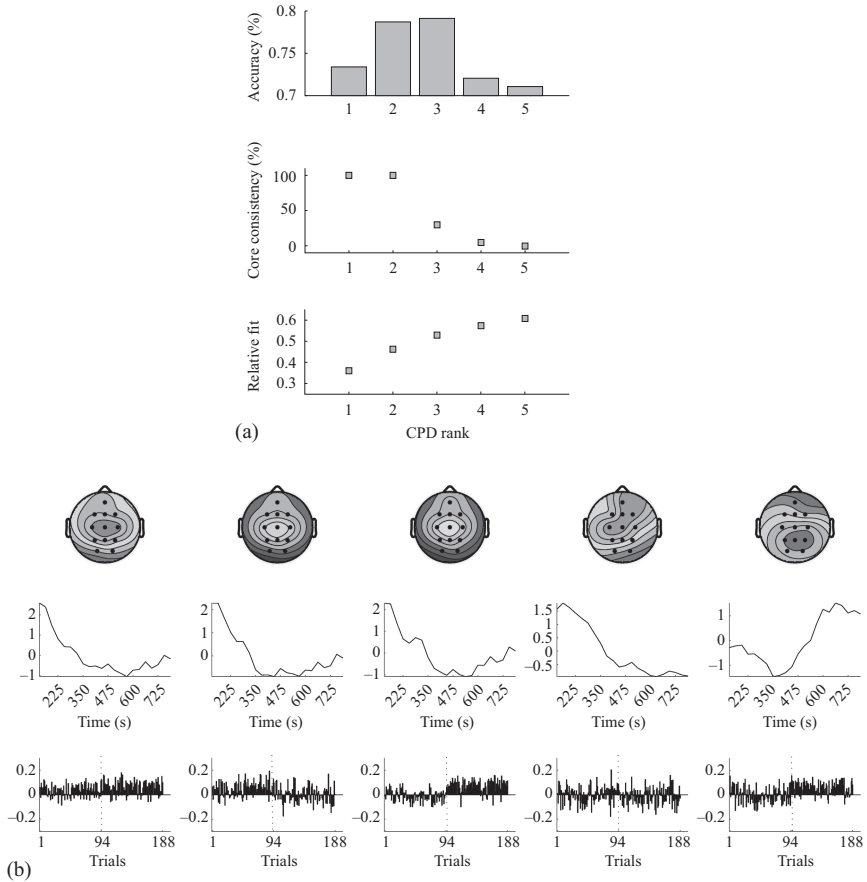 Accuracy (%)
0.8
0.75
0.7
1 2 3 4 5
Core consistency (%)
100
50
0
1 2 3 4 5
Relative fit
0.6
0.5
0.4
0.3
1 2 3 4 5
(a)
CPD rank
2
1
0
−1
225 350 475 600 725
Time (s)
2
1
0
225 350 475 600 725
Time (s)
2
1
0
−1
225 350 475 600 725
Time (s)
1.5
1
0.5
0
−0.5
225 350 475 600 725
Time (s)
1
0
−1
225 350 475 600 725
Time (s)
0.2
0
−0.2
1 94 188
Trials
0.2
0
−0.2
1 94 188
Trials
0.2
0
−0.2
1 94 188
Trials
0.2
0
−0.2
1 94 188
Trials
0.2
0
−0.2
1 94 188
Trials
(b)